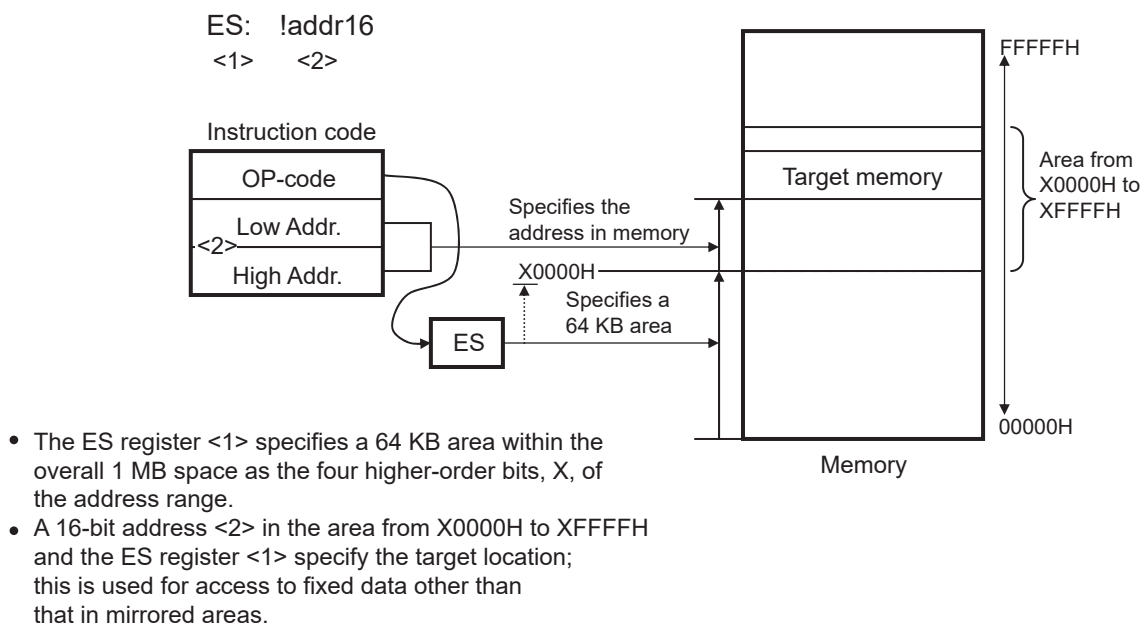 ES: !addr16
<1> <2>
Instruction code
OP-code
Low Addr.
<2>
High Addr.
ES
Specifies the
address in memory
X0000H
Specifies a
64 KB area
Target memory
Memory
FFFFFH
Area from
X0000H to
XFFFFH
00000H
• The ES register <1> specifies a 64 KB area within the
overall 1 MB space as the four higher-order bits, X, of
the address range.
• A 16-bit address <2> in the area from X0000H to XFFFFH
and the ES register <1> specify the target location;
this is used for access to fixed data other than
that in mirrored areas.